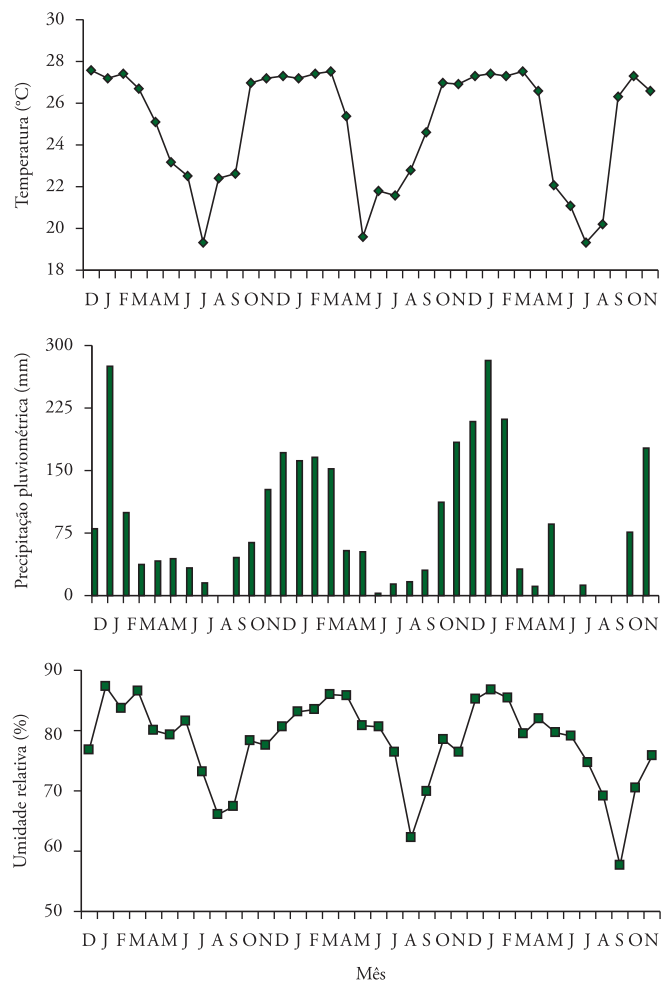 Temperatura (°C)
30
28
26
24
22
20
18
D J F M A M J J A S O N D J F M A M J J A S O N D J F M A M J J A S O N
Precipitação pluviométrica (mm)
300
225
150
75
0
D J F M A M J J A S O N D J F M A M J J A S O N D J F M A M J J A S O N
Umidade relativa (%)
90
80
70
60
50
D J F M A M J J A S O N D J F M A M J J A S O N D J F M A M J J A S O N
Mês